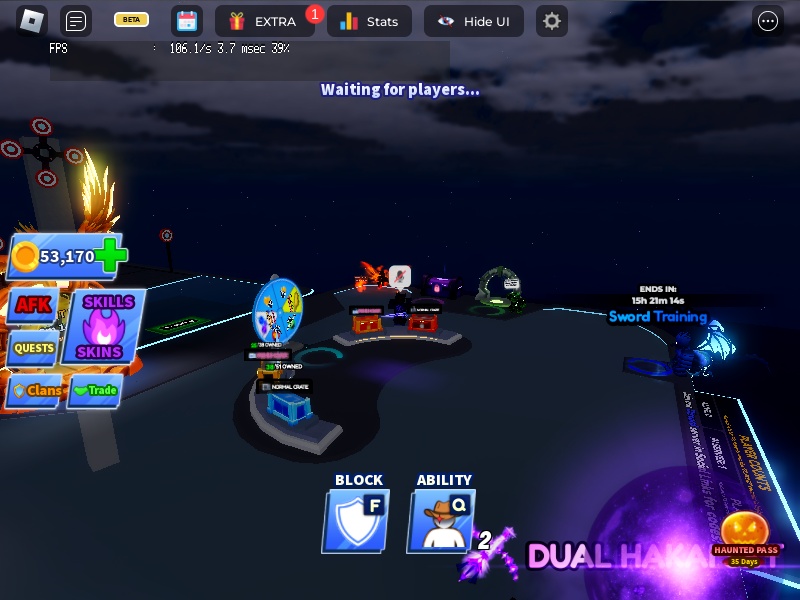 BETA
EXTRA
1
Stats
Hide UI
FPS : 106.1/s 3.7 msec 39%
Waiting for players...
53,170
AFK
SKILLS
SKINS
QUESTS
Clans
Trade
NORMAL CRATE
ENDS IN:
15h 21m 14s
Sword Training
PLAYER COUNTS
BLOCK
F
ABILITY
Q
2
DUAL
HAUNTED PASS
35 Days